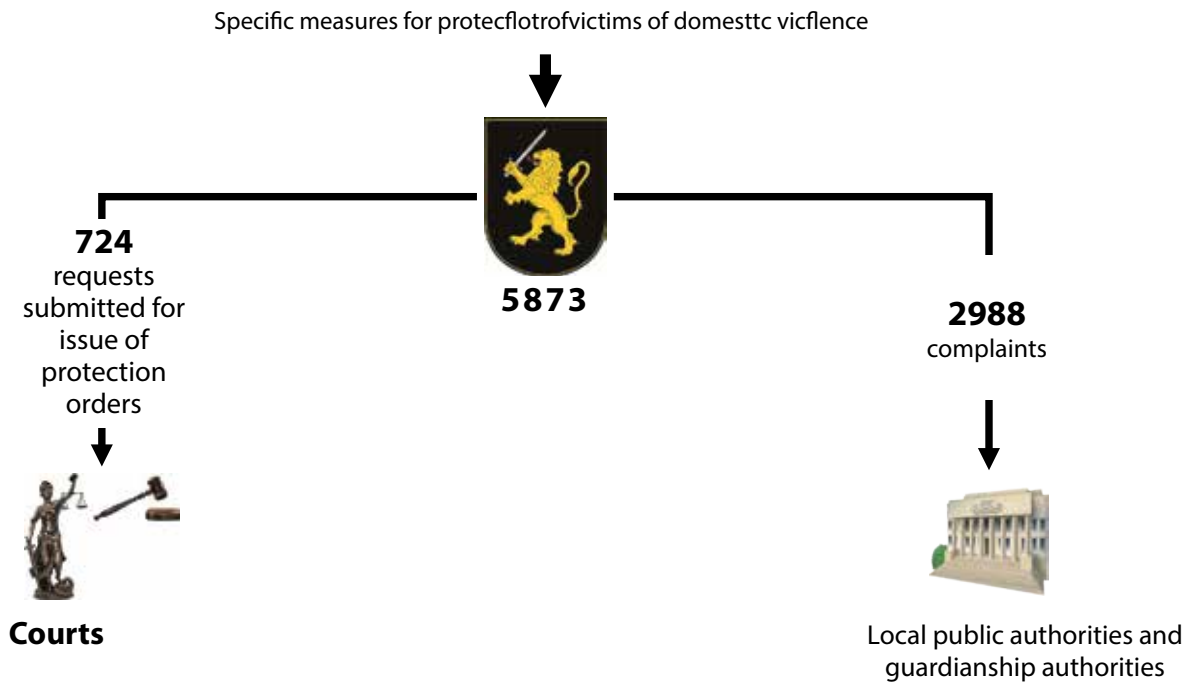 Specific measures for protecflotrofvictims of domesttc vicflence
5873
724
requests
submitted for
issue of
protection
orders
Courts
2988
complaints
Local public authorities and
guardianship authorities